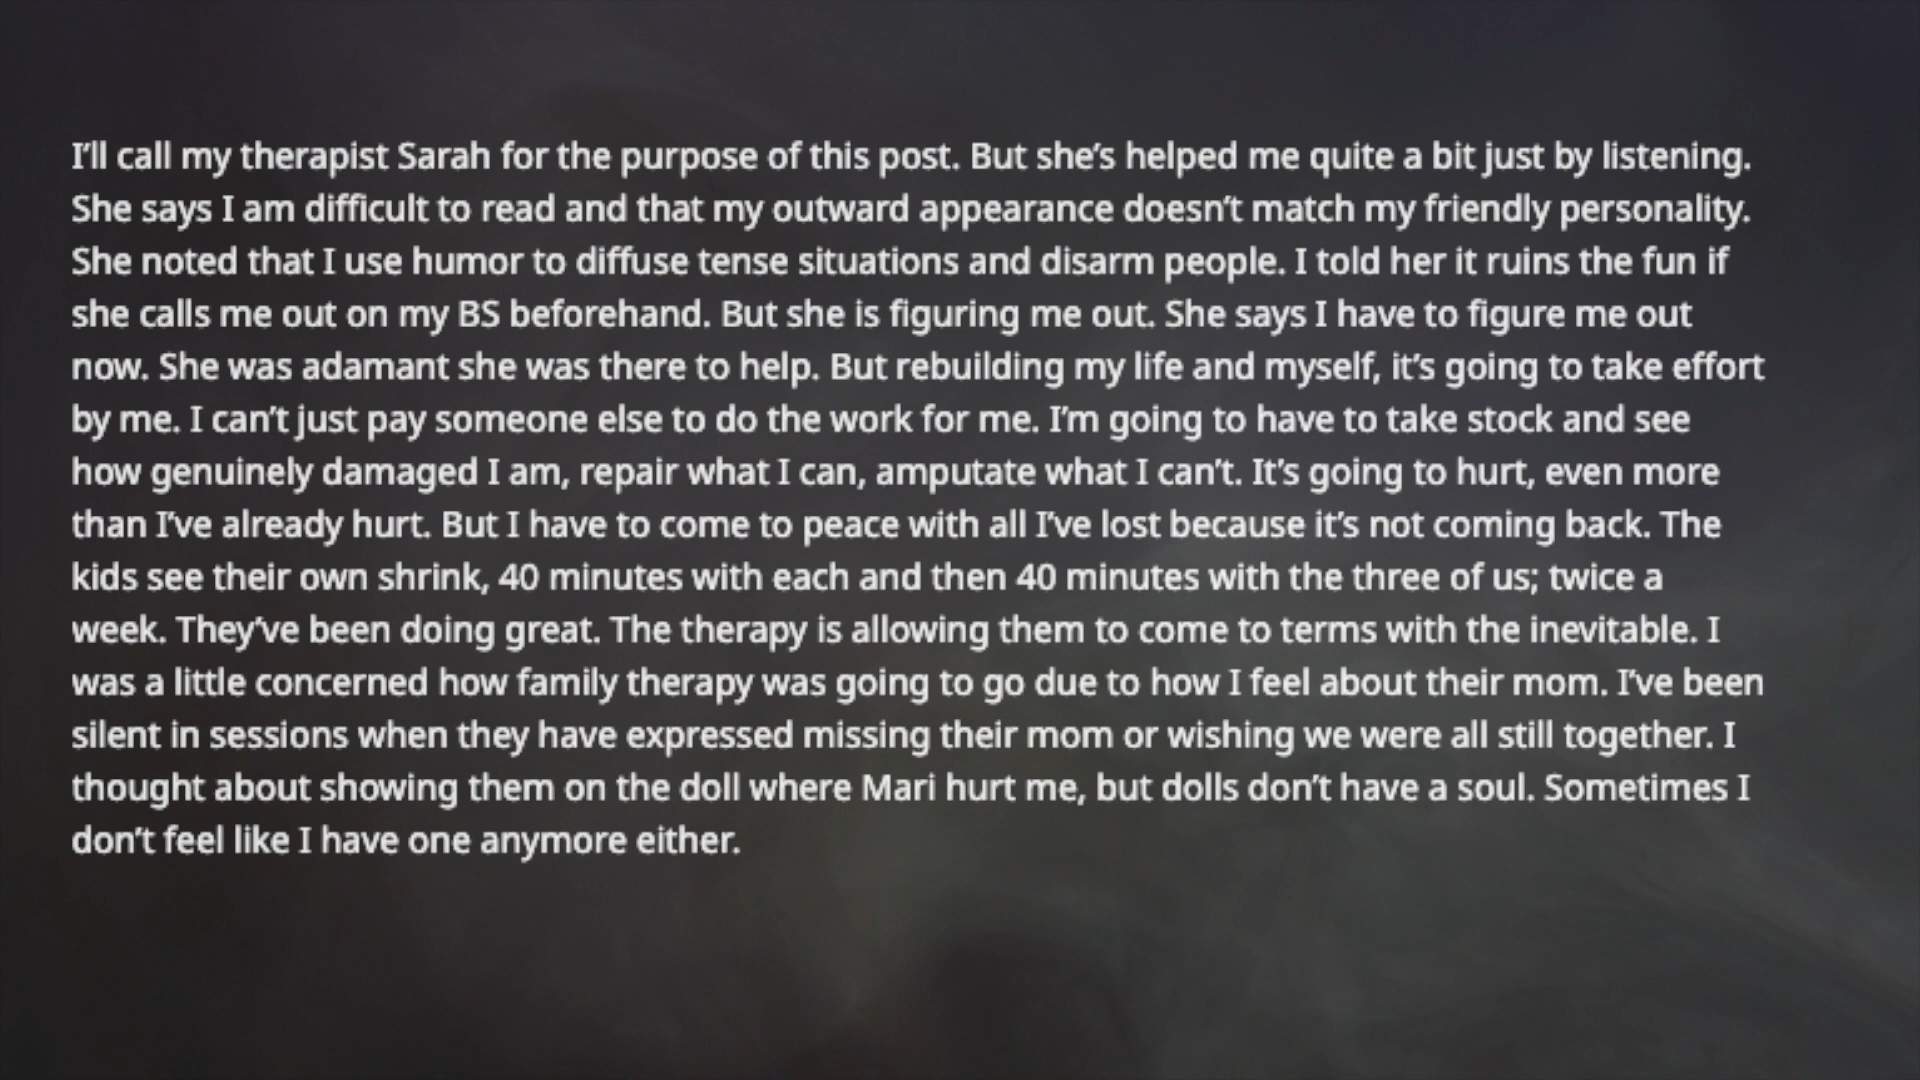 I’ll call my therapist Sarah for the purpose of this post. But she’s helped me quite a bit just by listening.
She says I am difficult to read and that my outward appearance doesn’t match my friendly personality.
She noted that I use humor to diffuse tense situations and disarm people. I told her it ruins the fun if
she calls me out on my BS beforehand. But she is figuring me out. She says I have to figure me out
now. She was adamant she was there to help. But rebuilding my life and myself, it’s going to take effort
by me. I can’t just pay someone else to do the work for me. I’m going to have to take stock and see
how genuinely damaged I am, repair what I can, amputate what I can’t. It’s going to hurt, even more
than I’ve already hurt. But I have to come to peace with all I’ve lost because it’s not coming back. The
kids see their own shrink, 40 minutes with each and then 40 minutes with the three of us; twice a
week. They’ve been doing great. The therapy is allowing them to come to terms with the inevitable. I
was a little concerned how family therapy was going to go due to how I feel about their mom. I’ve been
silent in sessions when they have expressed missing their mom or wishing we were all still together. I
thought about showing them on the doll where Mari hurt me, but dolls don’t have a soul. Sometimes I
don’t feel like I have one anymore either.